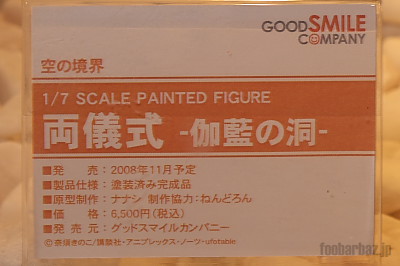 GOOD SMILE
COMPANY
空の境界
1/7 SCALE PAINTED FIGURE
両儀式 -伽藍の洞-
■発　売：2008年11月予定
■製品仕様：塗装済み完成品
■原型制作：ナナシ 制作協力：ねんどろん
■価　格：6,500円（税込）
■発 売 元：グッドスマイルカンパニー
©奈須きのこ／講談社・アニプレックス・ノーツ・ufotable
foobarbaz.jp